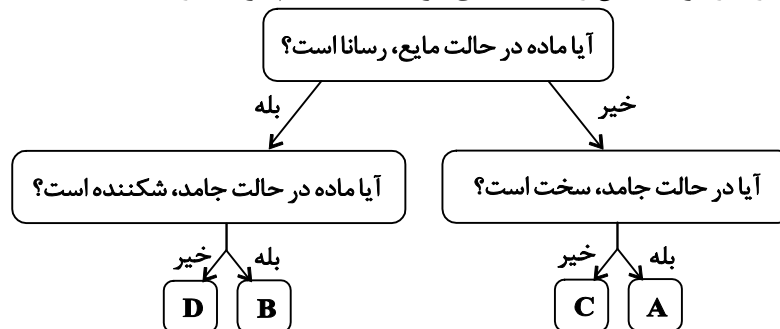 آیا ماده در حالت مایع، رسانا است؟
خیر
بله
آیا در حالت جامد، سخت است؟
آیا ماده در حالت جامد، شکننده است؟
بله
خیر
بله
خیر
A
C
B
D